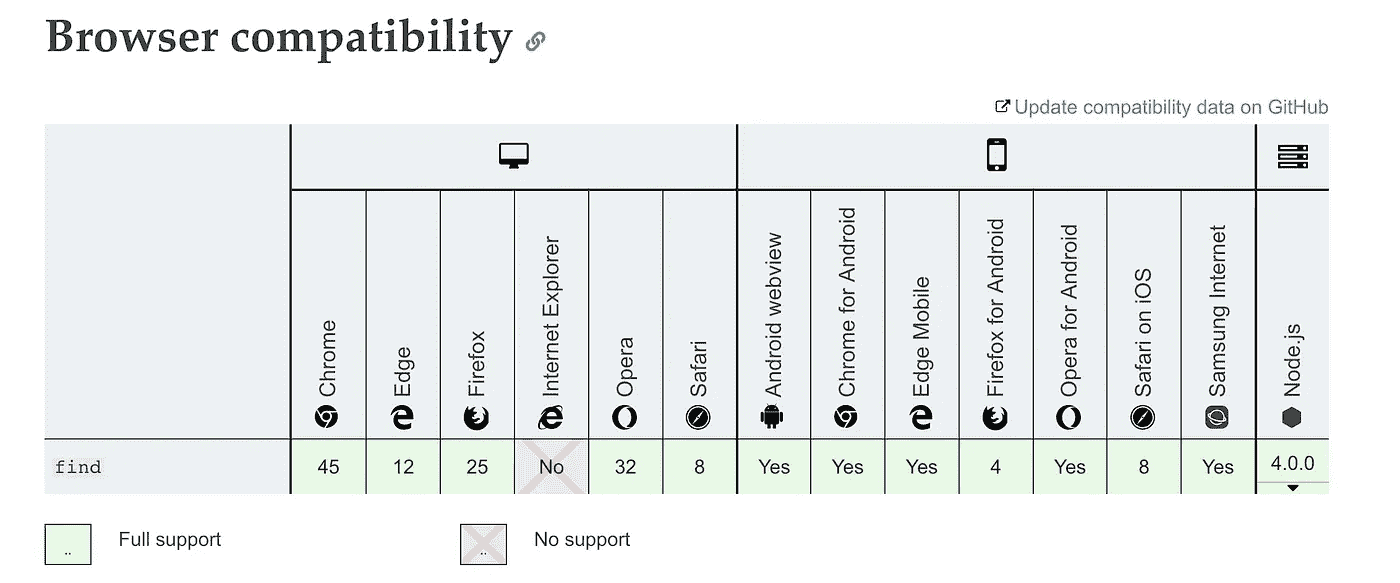 Browser compatibility
Update compatibility data on GitHub
Chrome
Edge
Firefox
Internet Explorer
Opera
Safari
Android webview
Chrome for Android
Edge Mobile
Firefox for Android
Opera for Android
Safari on iOS
Samsung Internet
Node.js
find 45 12 25 No 32 8 Yes Yes Yes 4 Yes 8 Yes 4.0.0
.. Full support .. No support